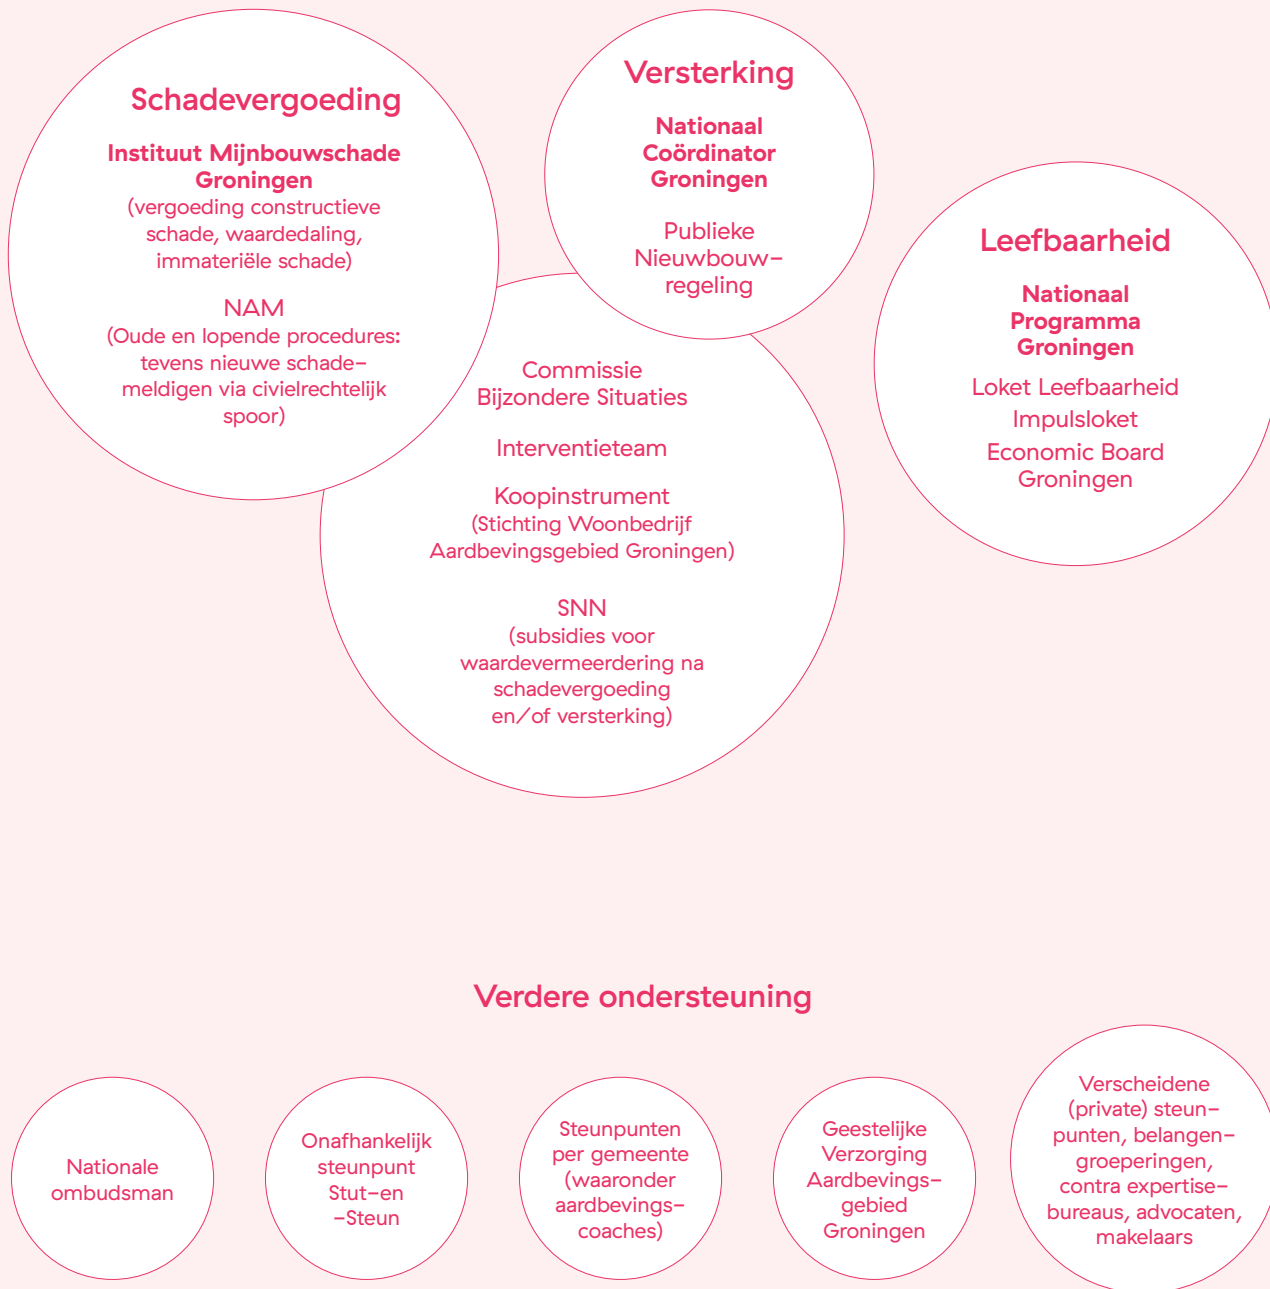 Schadevergoeding
Instituut Mijnbouwschade
Groningen
(vergoeding constructieve
schade, waardedaling,
immateriële schade)
NAM
(Oude en lopende procedures:
tevens nieuwe schade-
meldigen via civielrechtelijk
spoor)
Versterking
Nationaal
Coördinator
Groningen
Publieke
Nieuwbouw-
regeling
Leefbaarheid
Nationaal
Programma
Groningen
Loket Leefbaarheid
Impulsloket
Economic Board
Groningen
Commissie
Bijzondere Situaties
Interventieteam
Koopinstrument
(Stichting Woonbedrijf
Aardbevingsgebied Groningen)
SNN
(subsidies voor
waardevermeerdering na
schadevergoeding
en/of versterking)
Verdere ondersteuning
Nationale
ombudsman
Onafhankelijk
steunpunt
Stut-en
-Steun
Steunpunten
per gemeente
(waaronder
aardbevings-
coaches)
Geestelijke
Verzorging
Aardbevings-
gebied
Groningen
Verscheidene
(private) steun-
punten, belangen-
groeperingen,
contra expertise-
bureaus, advocaten,
makelaars